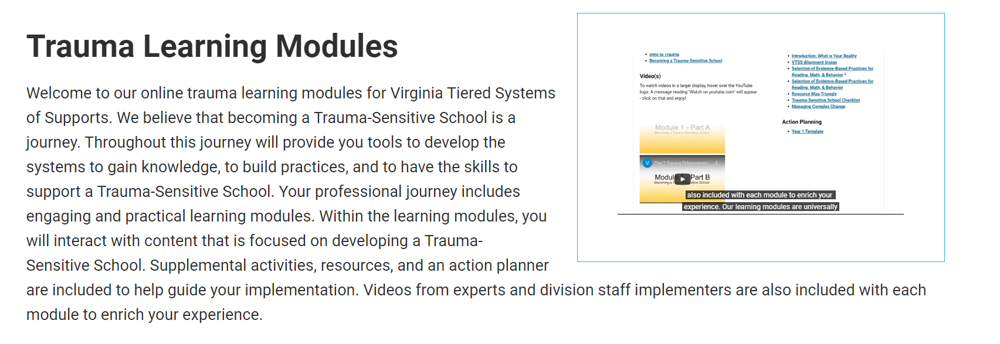 Trauma Learning Modules
Welcome to our online trauma learning modules for Virginia Tiered Systems
of Supports. We believe that becoming a Trauma-Sensitive School is a
journey. Throughout this journey will provide you tools to develop the
systems to gain knowledge, to build practices, and to have the skills to
support a Trauma-Sensitive School. Your professional journey includes
engaging and practical learning modules. Within the learning modules, you
will interact with content that is focused on developing a Trauma-
Sensitive School. Supplemental activities, resources, and an action planner
are included to help guide your implementation. Videos from experts and division staff implementers are also included with each
module to enrich your experience.
Intro to Trauma
Becoming a Trauma-Sensitive School
Video(s)
To watch videos in a larger display, hover over the YouTube
logo. A message reading "Watch on youtube.com" will appear
- click on that and enjoy!
Module 1 - Part A
Becoming a Trauma Sensitive School
V Tier 1 Trauma Enhancemen...
Module 1 - Part B
Becoming a Trauma Sensitive School
Introduction: What is Your Reality
VTSS Alignment Image
Selection of Evidence-Based Practices for
Reading, Math, & Behavior *
Selection of Evidence-Based Practices for
Reading, Math, & Behavior
Resource Map Triangle
Trauma-Sensitive School Checklist
Managing Complex Change
Action Planning
Year 1 Template
also included with each module to enrich your
experience. Our learning modules are universally